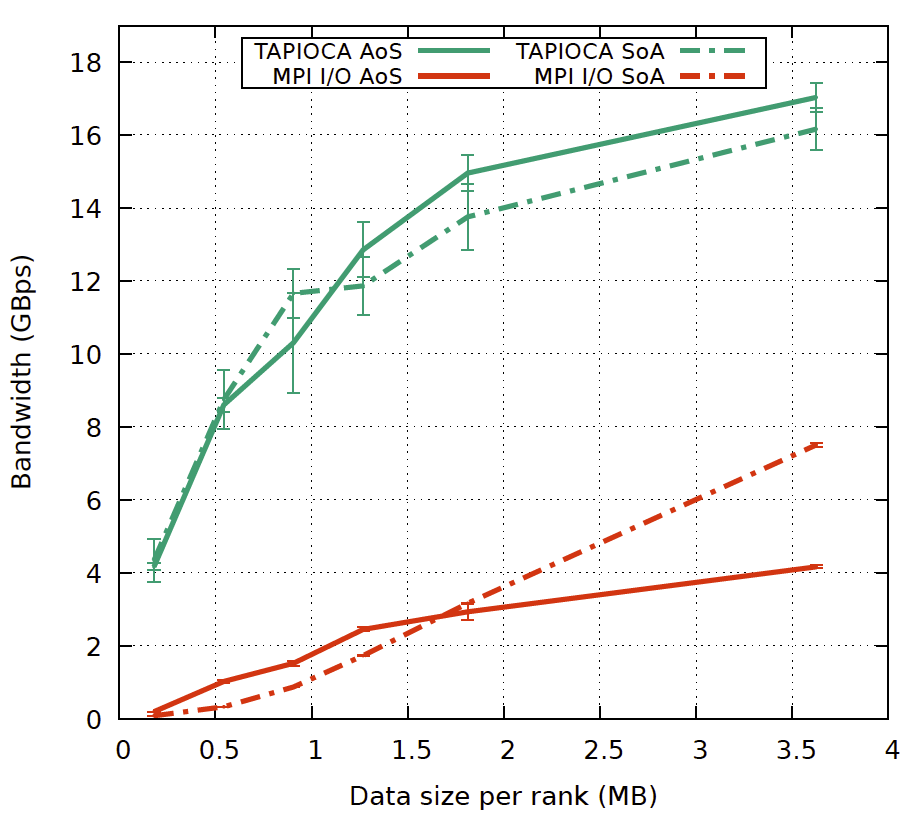 TAPIOCA AoS TAPIOCA SoA
MPI I/O AoS MPI I/O SoA
18
16
14
12
10
8
6
4
2
0
Bandwidth (GBps)
0 0.5 1 1.5 2 2.5 3 3.5 4
Data size per rank (MB)